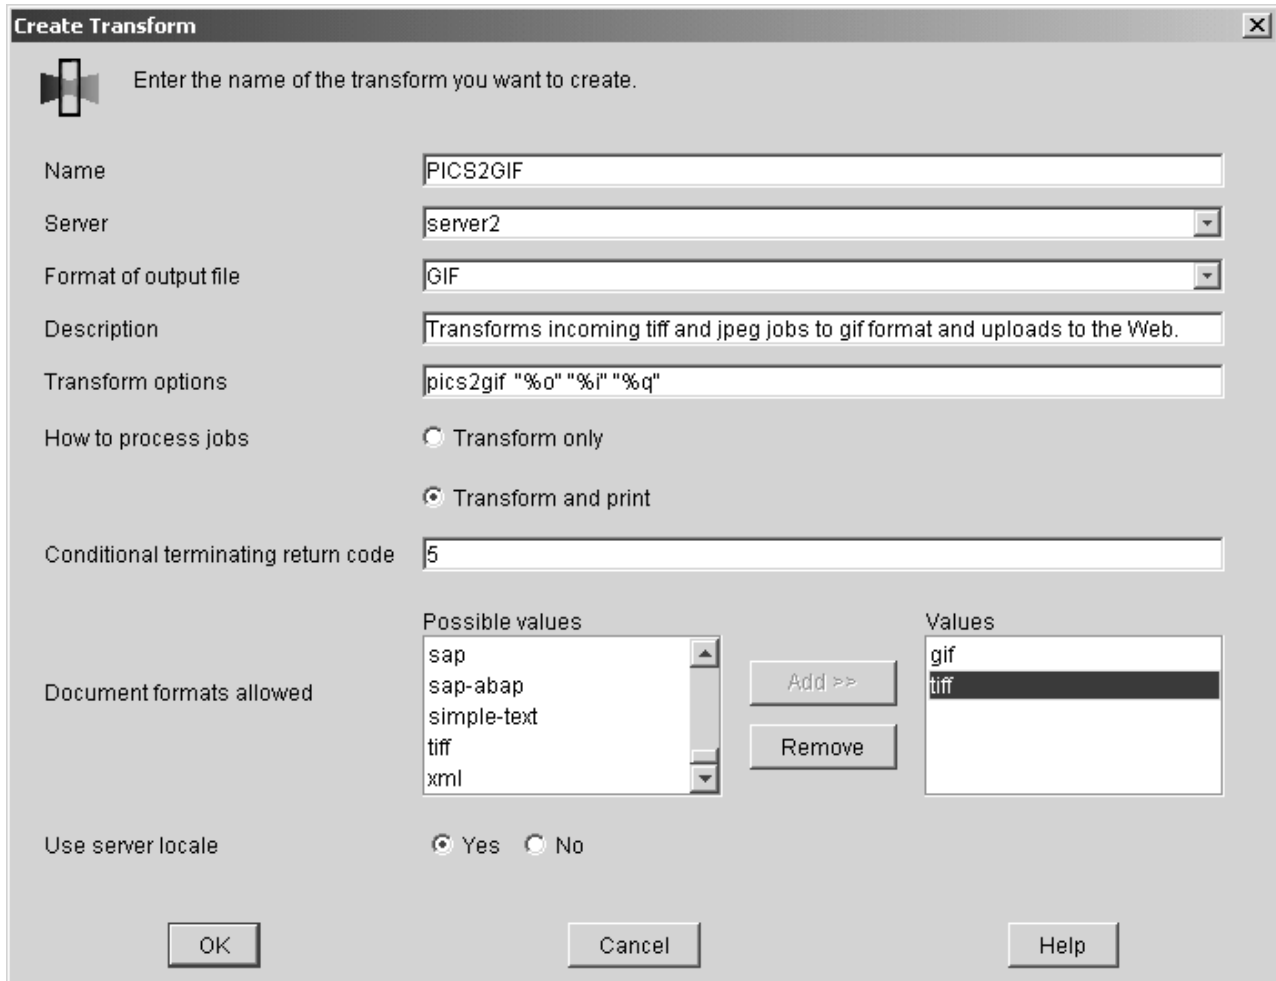 Create Transform
Enter the name of the transform you want to create.
Name PICS2GIF
Server server2
Format of output file GIF
Description Transforms incoming tiff and jpeg jobs to gif format and uploads to the Web.
Transform options pics2gif "%o" "%i" "%q"
How to process jobs Transform only
Transform and print
Conditional terminating return code 5
Possible values Values
sap gif
sap-abap Add >> tiff
Document formats allowed
simple-text
tiff Remove
xml
Use server locale Yes No
OK Cancel Help